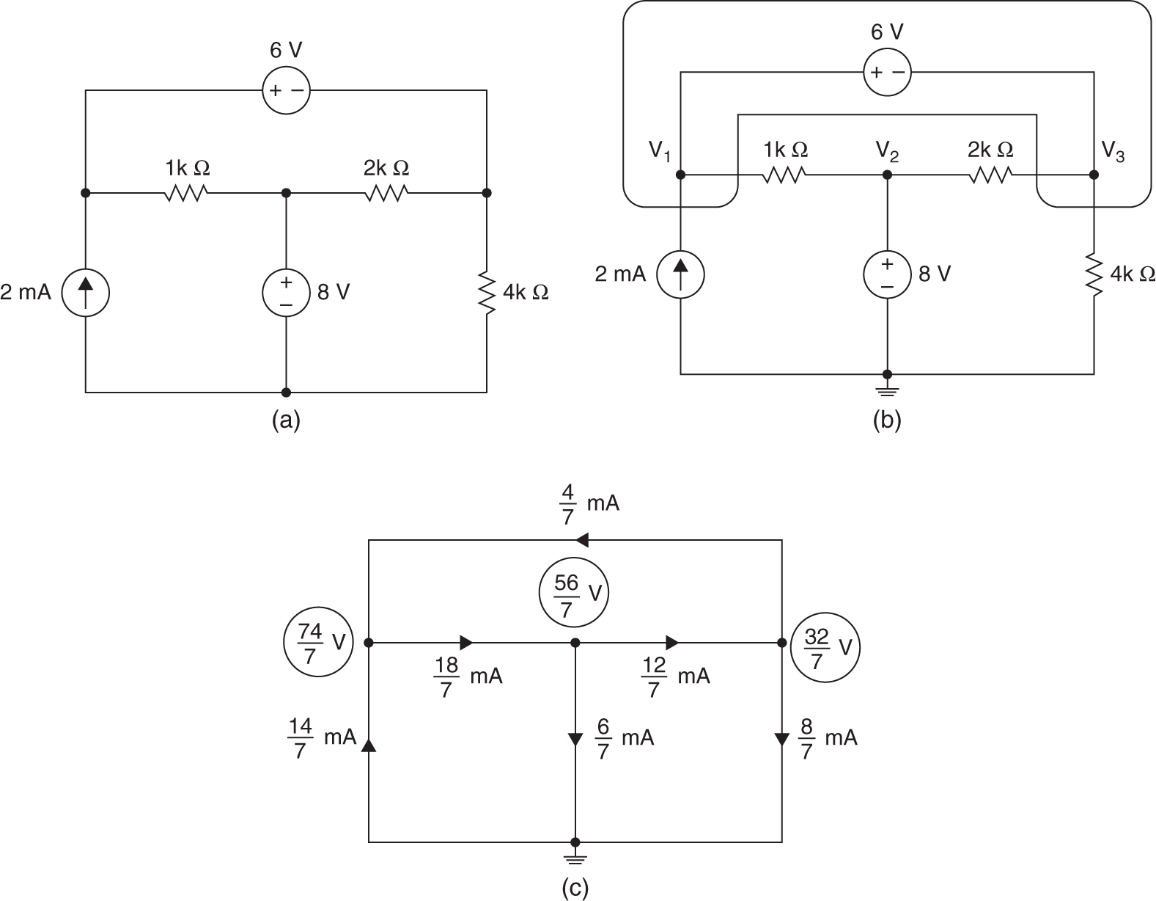 6 V
+ −
1k Ω
2k Ω
2 mA
+
−
8 V
4k Ω
(a)
6 V
+ −
V₁
1k Ω
V₂
2k Ω
V₃
2 mA
+
−
8 V
4k Ω
(b)
4/7 mA
56/7 V
74/7 V
32/7 V
18/7 mA
12/7 mA
14/7 mA
6/7 mA
8/7 mA
(c)